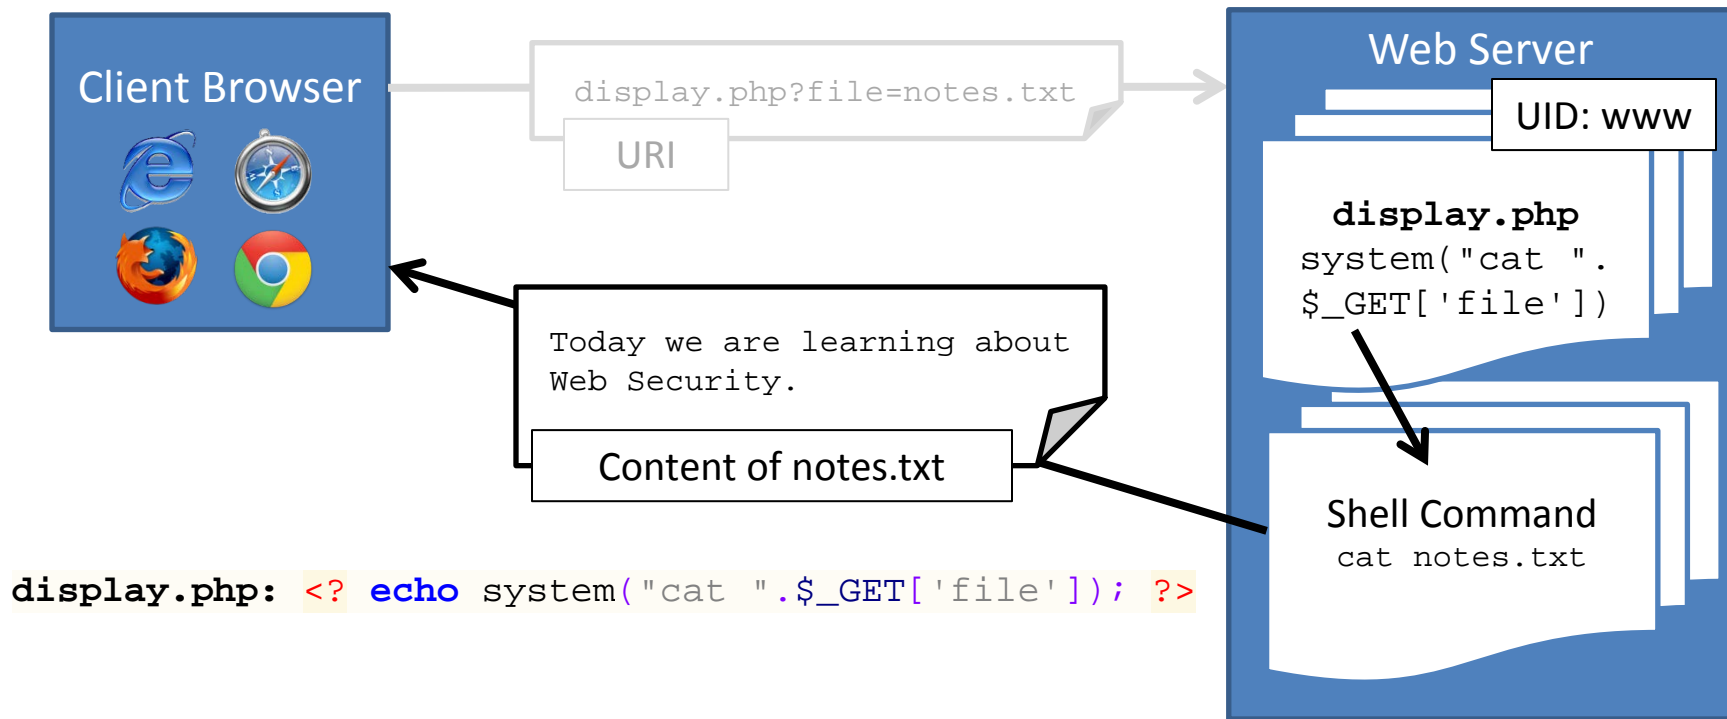 Client Browser
display.php?file=notes.txt
URI
Web Server
UID: www
display.php
system("cat ".
$_GET['file'])
Today we are learning about
Web Security.
Content of notes.txt
Shell Command
cat notes.txt
display.php: <? echo system("cat ".$_GET['file']); ?>